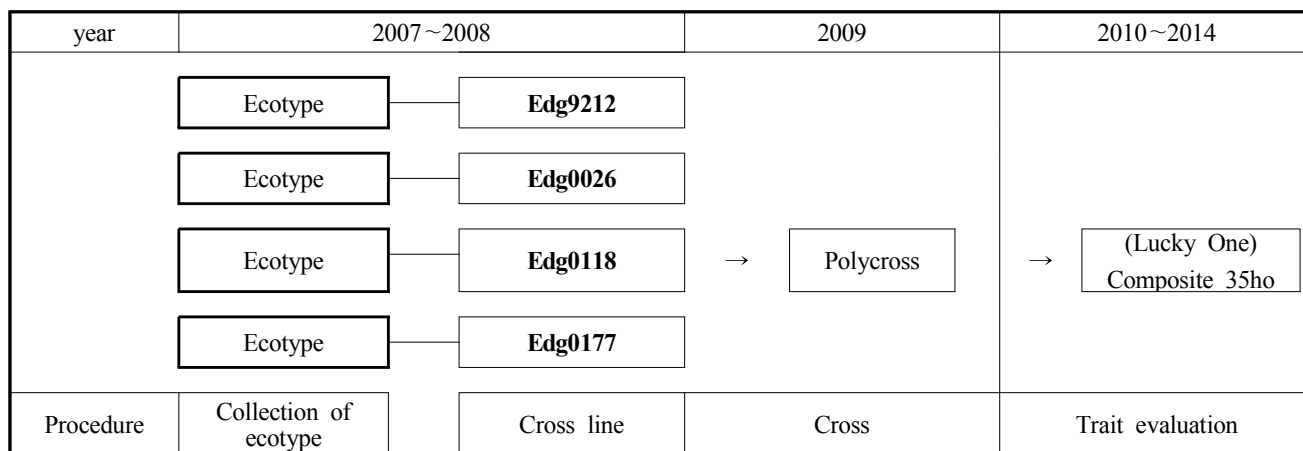 year 2007~2008 2009 2010~2014
Ecotype Edg9212
Ecotype Edg0026
Ecotype Edg0118 → Polycross → (Lucky One)
Composite 35ho
Ecotype Edg0177
Procedure Collection of
ecotype Cross line Cross Trait evaluation